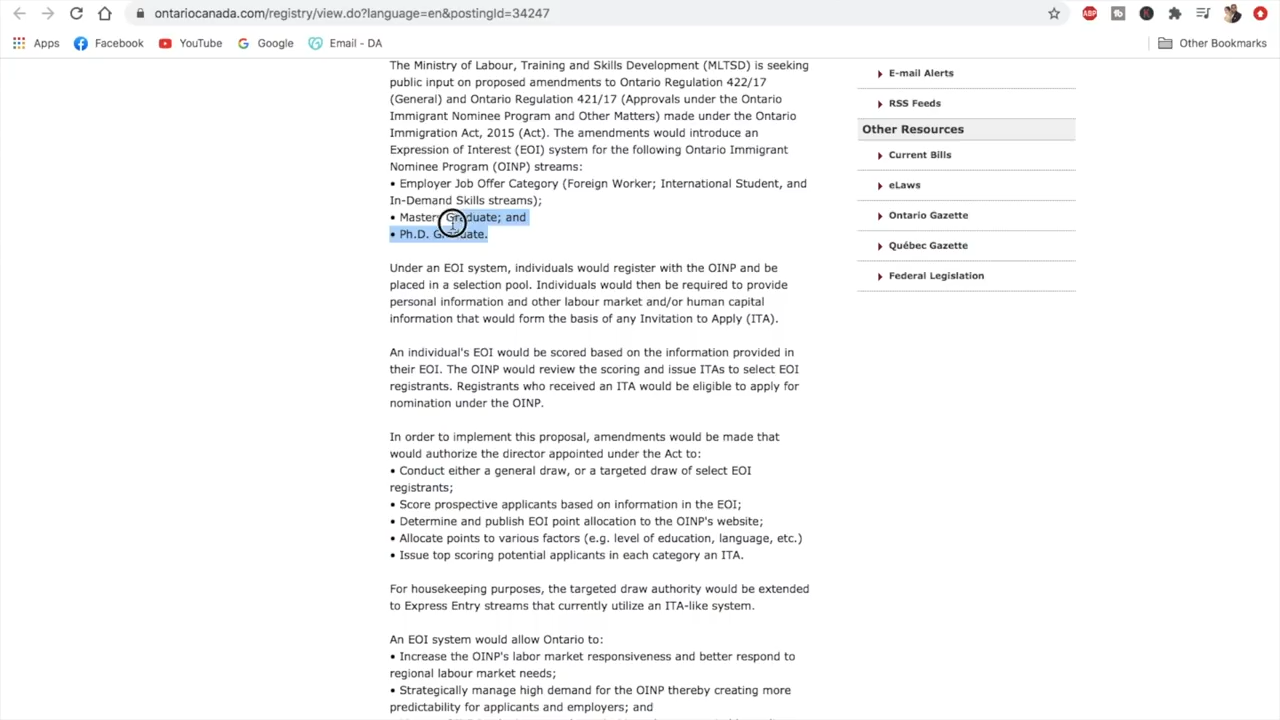 ontariocanada.com/registry/view.do?language=en&postingId=34247
Apps Facebook YouTube Google Email - DA Other Bookmarks
The Ministry of Labour, Training and Skills Development (MLTSD) is seeking
public input on proposed amendments to Ontario Regulation 422/17
(General) and Ontario Regulation 421/17 (Approvals under the Ontario
Immigrant Nominee Program and Other Matters) made under the Ontario
Immigration Act, 2015 (Act). The amendments would introduce an
Expression of Interest (EOI) system for the following Ontario Immigrant
Nominee Program (OINP) streams:
• Employer Job Offer Category (Foreign Worker; International Student, and
In-Demand Skills streams);
• Masters Graduate; and
• Ph.D. Graduate.
Under an EOI system, individuals would register with the OINP and be
placed in a selection pool. Individuals would then be required to provide
personal information and other labour market and/or human capital
information that would form the basis of any Invitation to Apply (ITA).
An individual's EOI would be scored based on the information provided in
their EOI. The OINP would review the scoring and issue ITAs to select EOI
registrants. Registrants who received an ITA would be eligible to apply for
nomination under the OINP.
In order to implement this proposal, amendments would be made that
would authorize the director appointed under the Act to:
• Conduct either a general draw, or a targeted draw of select EOI
registrants;
• Score prospective applicants based on information in the EOI;
• Determine and publish EOI point allocation to the OINP's website;
• Allocate points to various factors (e.g. level of education, language, etc.)
• Issue top scoring potential applicants in each category an ITA.
For housekeeping purposes, the targeted draw authority would be extended
to Express Entry streams that currently utilize an ITA-like system.
An EOI system would allow Ontario to:
• Increase the OINP's labor market responsiveness and better respond to
regional labour market needs;
• Strategically manage high demand for the OINP thereby creating more
predictability for applicants and employers; and
E-mail Alerts
RSS Feeds
Other Resources
Current Bills
eLaws
Ontario Gazette
Québec Gazette
Federal Legislation